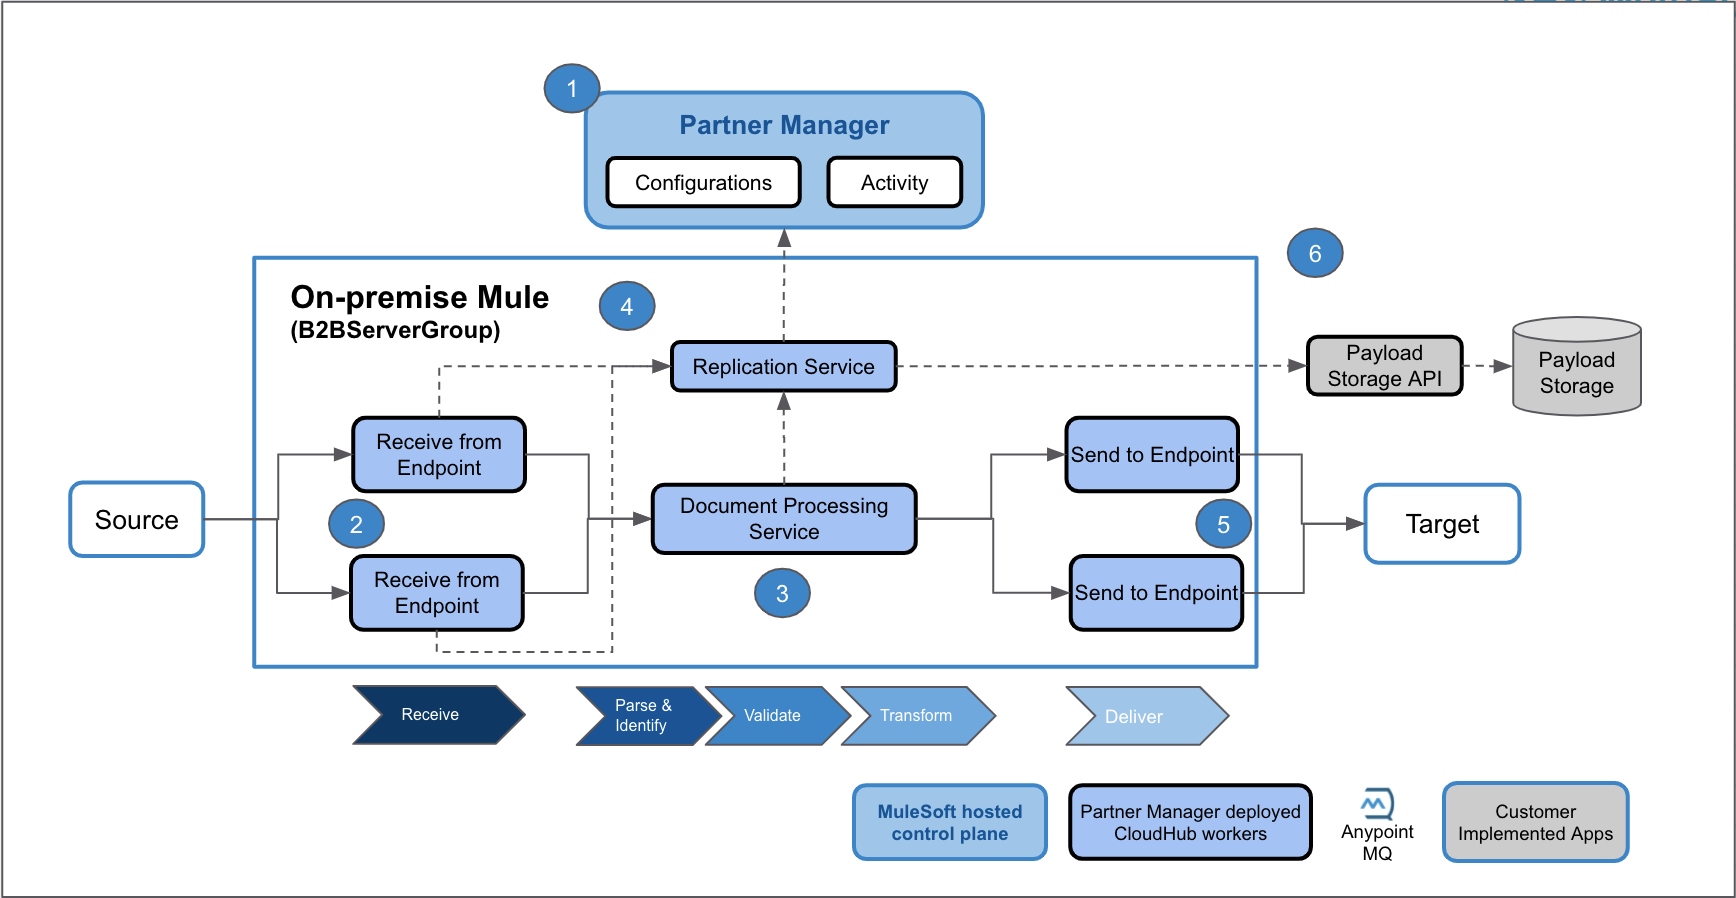 1
Partner Manager
Configurations
Activity
6
On-premise Mule
(B2BServerGroup)
4
Replication Service
Payload
Storage API
Payload
Storage
Receive from
Endpoint
Send to Endpoint
Source
2
Document Processing
Service
5
Target
Receive from
Endpoint
3
Send to Endpoint
Receive
Parse &
Identify
Validate
Transform
Deliver
MuleSoft hosted
control plane
Partner Manager deployed
CloudHub workers
Anypoint
MQ
Customer
Implemented Apps